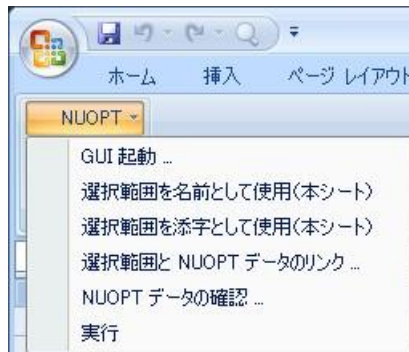 ホーム 挿入 ページ レイアウト
NUOPT
GUI 起動 ...
選択範囲を名前として使用(本シート)
選択範囲を添字として使用(本シート)
選択範囲と NUOPT データのリンク ...
NUOPT データの確認 ...
実行